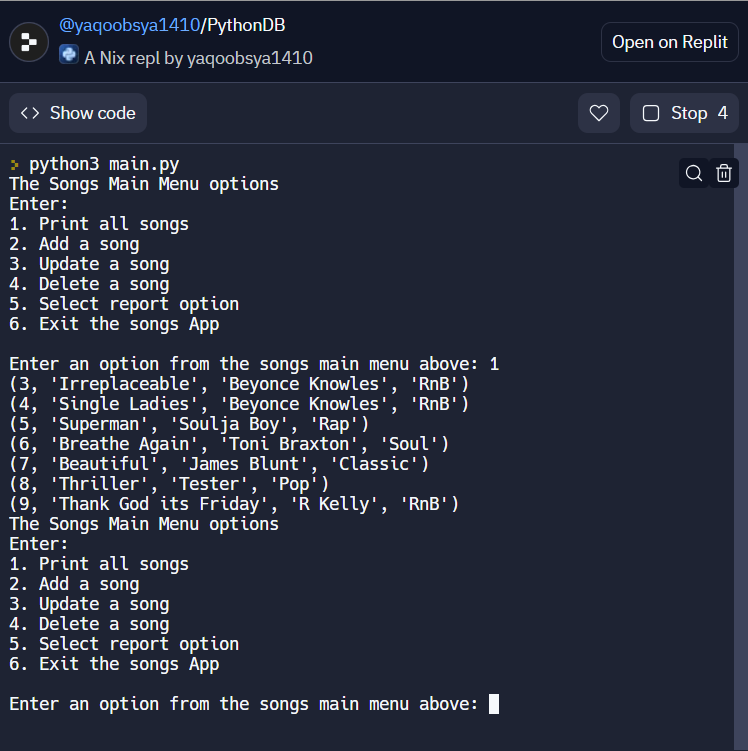 @yaqoobsya1410/PythonDB
A Nix repl by yaqoobsya1410
Open on Replit
Show code
Stop 4
python3 main.py
The Songs Main Menu options
Enter:
1. Print all songs
2. Add a song
3. Update a song
4. Delete a song
5. Select report option
6. Exit the songs App
Enter an option from the songs main menu above: 1
(3, 'Irreplaceable', 'Beyonce Knowles', 'RnB')
(4, 'Single Ladies', 'Beyonce Knowles', 'RnB')
(5, 'Superman', 'Soulja Boy', 'Rap')
(6, 'Breathe Again', 'Toni Braxton', 'Soul')
(7, 'Beautiful', 'James Blunt', 'Classic')
(8, 'Thriller', 'Tester', 'Pop')
(9, 'Thank God its Friday', 'R Kelly', 'RnB')
The Songs Main Menu options
Enter:
1. Print all songs
2. Add a song
3. Update a song
4. Delete a song
5. Select report option
6. Exit the songs App
Enter an option from the songs main menu above: